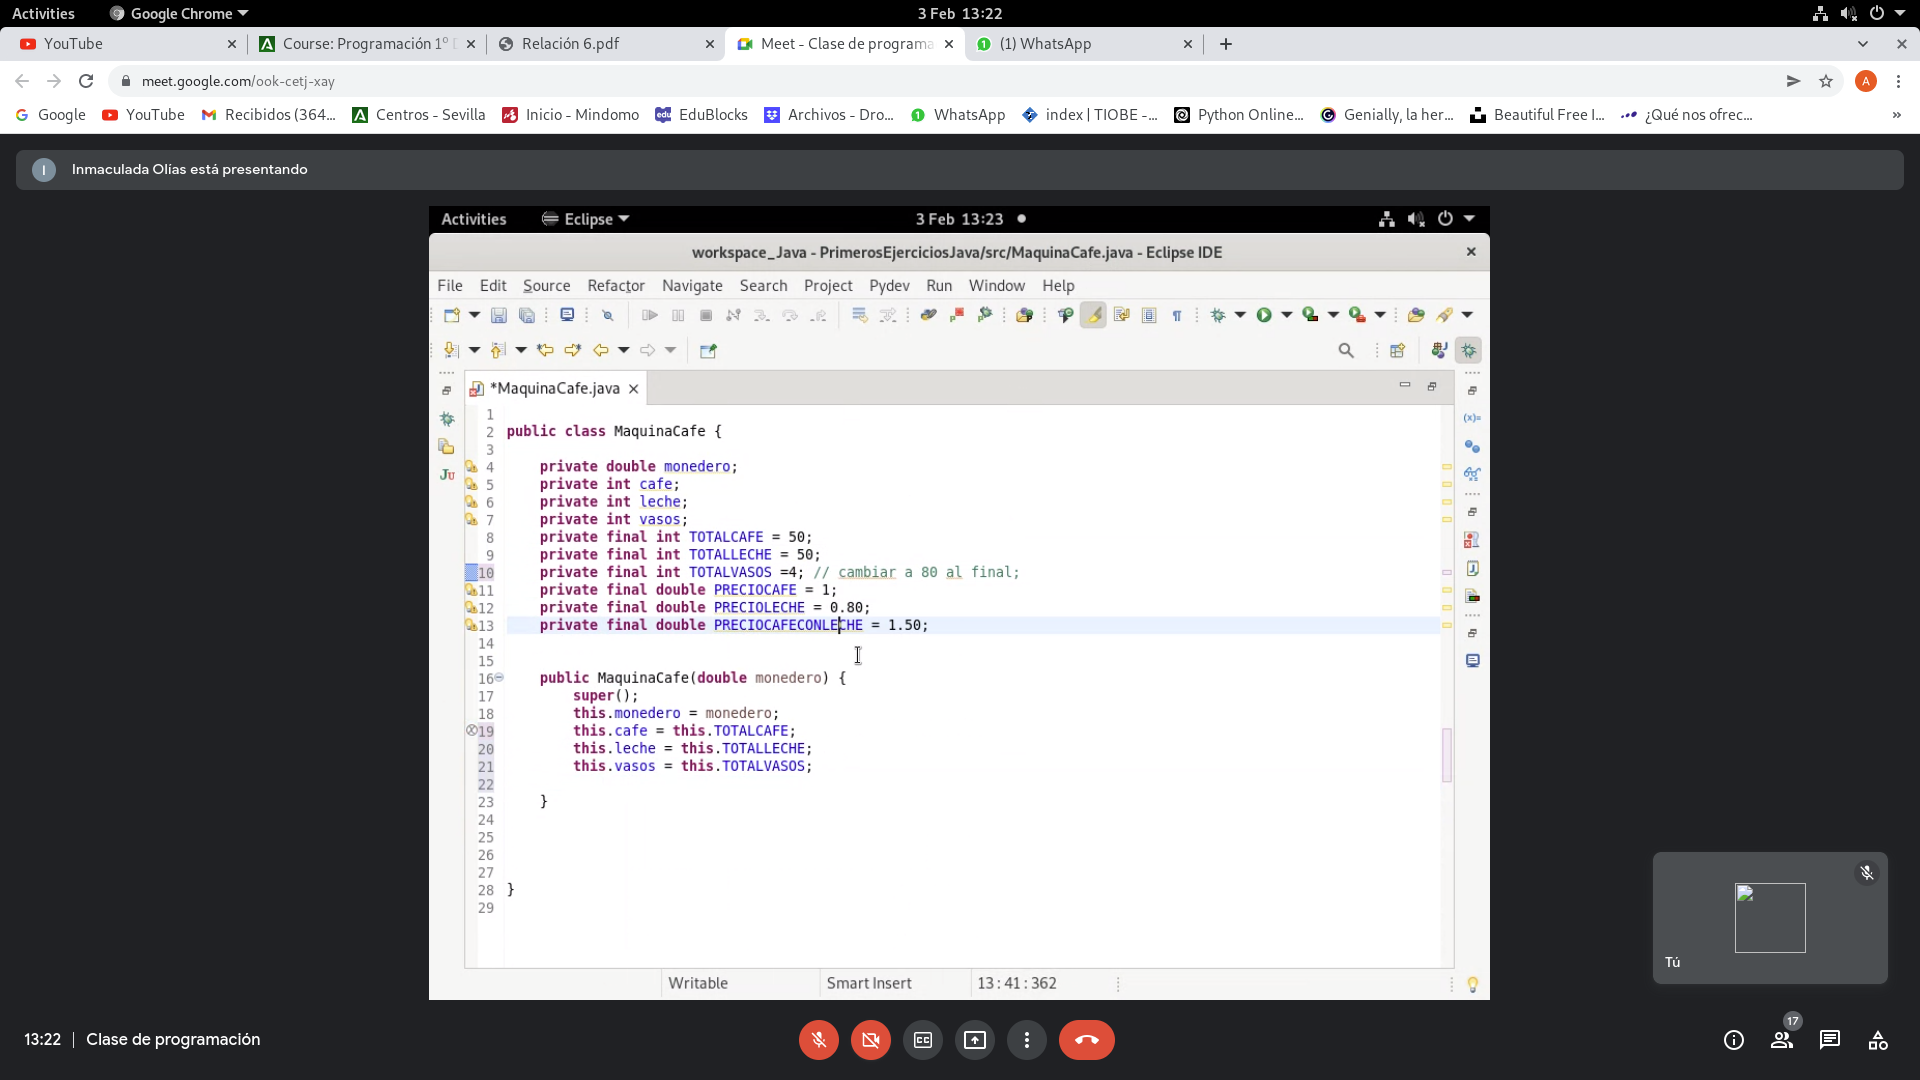 Activities Google Chrome 3 Feb 13:22
YouTube Course: Programación 1º D Relación 6.pdf Meet - Clase de programa (1) WhatsApp
meet.google.com/ook-cetj-xay A
Google YouTube Recibidos (364... Centros - Sevilla Inicio - Mindomo EduBlocks Archivos - Dro... WhatsApp index | TIOBE -... Python Online... Genially, la her... Beautiful Free I... ¿Qué nos ofrec... »
I Inmaculada Olías está presentando
Activities Eclipse 3 Feb 13:23
workspace_Java - PrimerosEjerciciosJava/src/MaquinaCafe.java - Eclipse IDE
File Edit Source Refactor Navigate Search Project Pydev Run Window Help
*MaquinaCafe.java
1
2 public class MaquinaCafe {
3
4 private double monedero;
5 private int cafe;
6 private int leche;
7 private int vasos;
8 private final int TOTALCAFE = 50;
9 private final int TOTALLECHE = 50;
10 private final int TOTALVASOS =4; // cambiar a 80 al final;
11 private final double PRECIOCAFE = 1;
12 private final double PRECIOLECHE = 0.80;
13 private final double PRECIOCAFECONLECHE = 1.50;
14
15
16 public MaquinaCafe(double monedero) {
17 super();
18 this.monedero = monedero;
19 this.cafe = this.TOTALCAFE;
20 this.leche = this.TOTALLECHE;
21 this.vasos = this.TOTALVASOS;
22
23 }
24
25
26
27
28 }
29
Writable Smart Insert 13 : 41 : 362
Tú
13:22 | Clase de programación
17